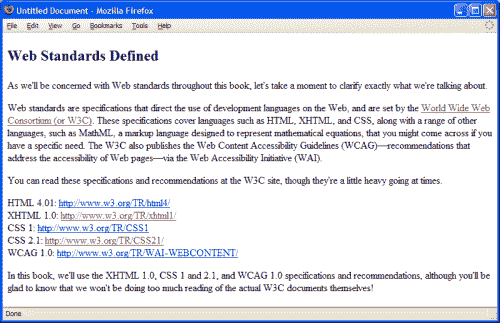 Untitled Document - Mozilla Firefox
File Edit View Go Bookmarks Tools Help
Web Standards Defined
As we'll be concerned with Web standards throughout this book, let's take a moment to clarify exactly what we're talking about.
Web standards are specifications that direct the use of development languages on the Web, and are set by the World Wide Web
Consortium (or W3C). These specifications cover languages such as HTML, XHTML, and CSS, along with a range of other
languages, such as MathML, a markup language designed to represent mathematical equations, that you might come across if you
have a specific need. The W3C also publishes the Web Content Accessibility Guidelines (WCAG)—recommendations that
address the accessibility of Web pages—via the Web Accessibility Initiative (WAI).
You can read these specifications and recommendations at the W3C site, though they're a little heavy going at times.
HTML 4.01: http://www.w3.org/TR/html4/
XHTML 1.0: http://www.w3.org/TR/xhtml1/
CSS 1: http://www.w3.org/TR/CSS1
CSS 2.1: http://www.w3.org/TR/CSS21/
WCAG 1.0: http://www.w3.org/TR/WAI-WEBCONTENT/
In this book, we'll use the XHTML 1.0, CSS 1 and 2.1, and WCAG 1.0 specifications and recommendations, although you'll be
glad to know that we won't be doing too much reading of the actual W3C documents themselves!
Done